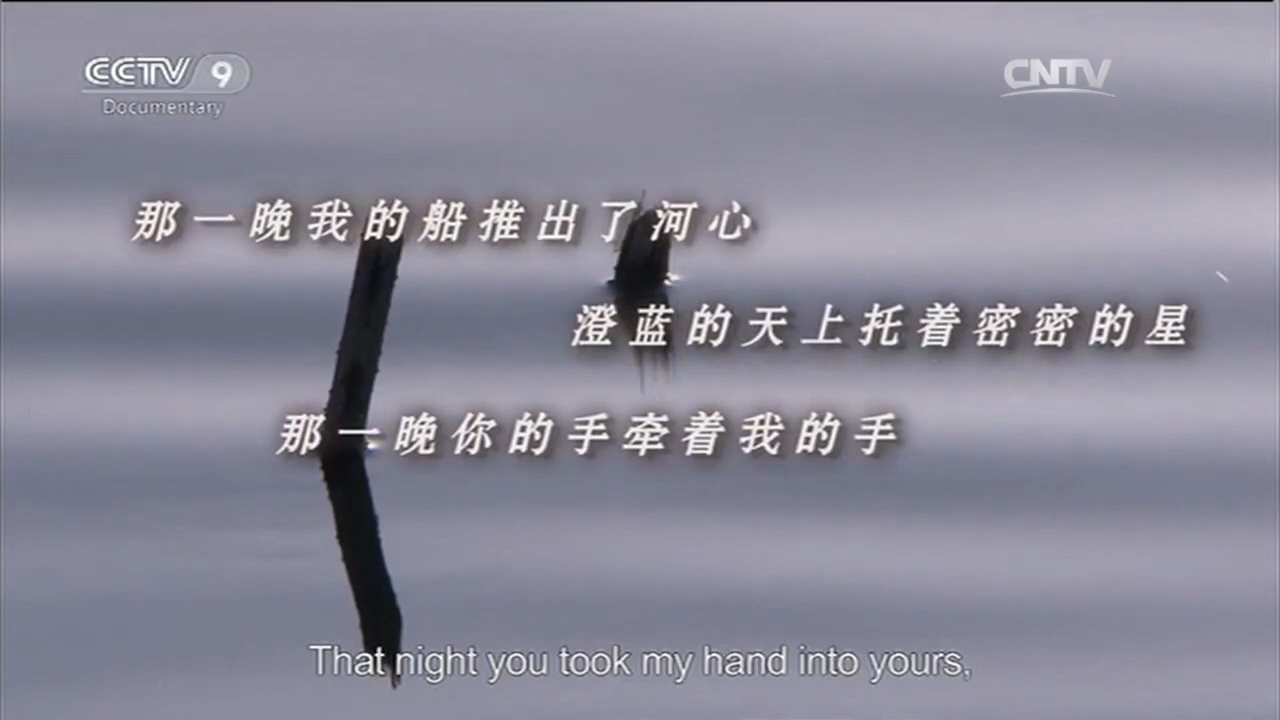 CCTV 9
Documentary
CNTV
那一晚我的船推出了河心
澄蓝的天上托着密密的星
那一晚你的手牵着我的手
That night you took my hand into yours,